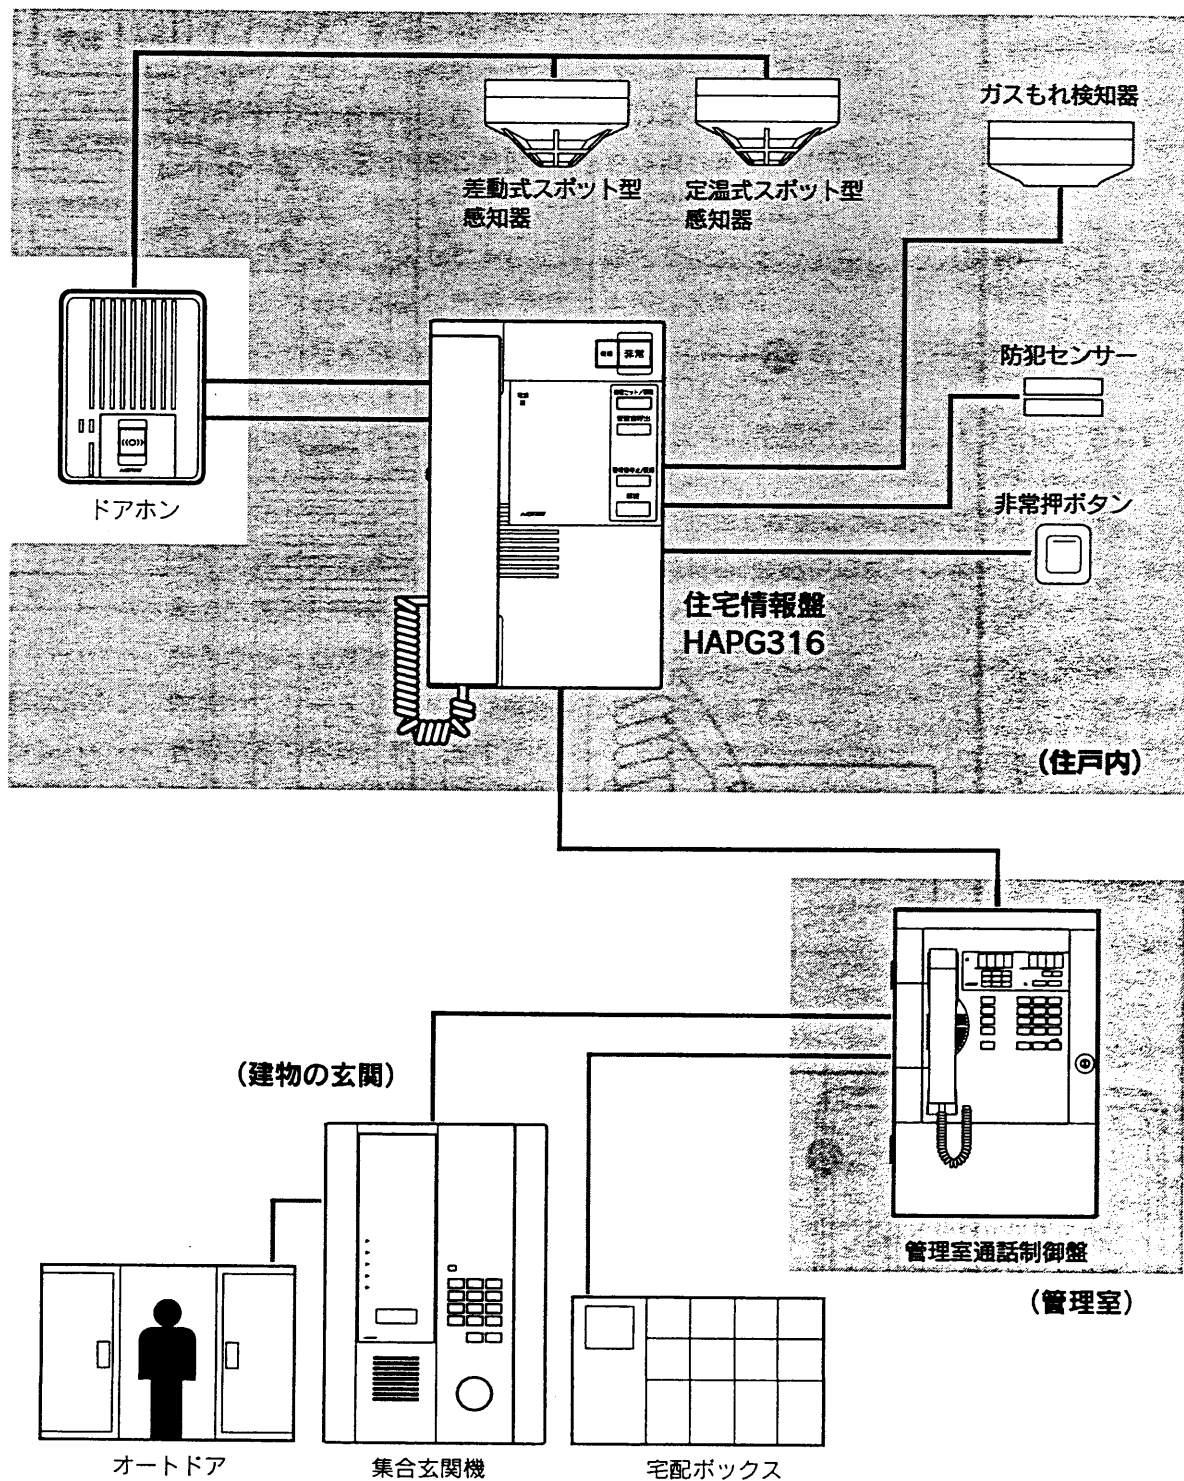 ガスもれ検知器
差動式スポット型
感知器
定温式スポット型
感知器
防犯センサー
非常
ドアホン
非常押ボタン
住宅情報盤
HAPG316
(住戸内)
(建物の玄関)
管理室通話制御盤
(管理室)
オートドア
集合玄関機
宅配ボックス